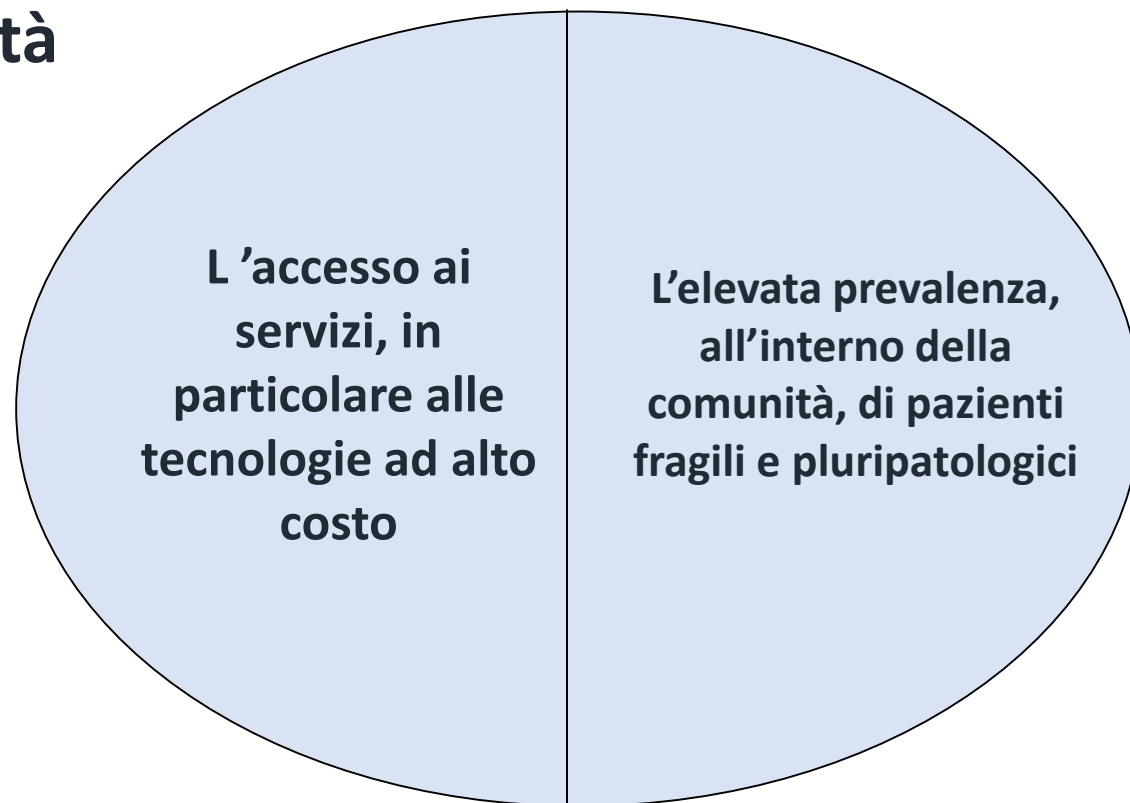 tà
L ’accesso ai
servizi, in
particolare alle
tecnologie ad alto
costo
L’elevata prevalenza,
all’interno della
comunità, di pazienti
fragili e pluripatologici